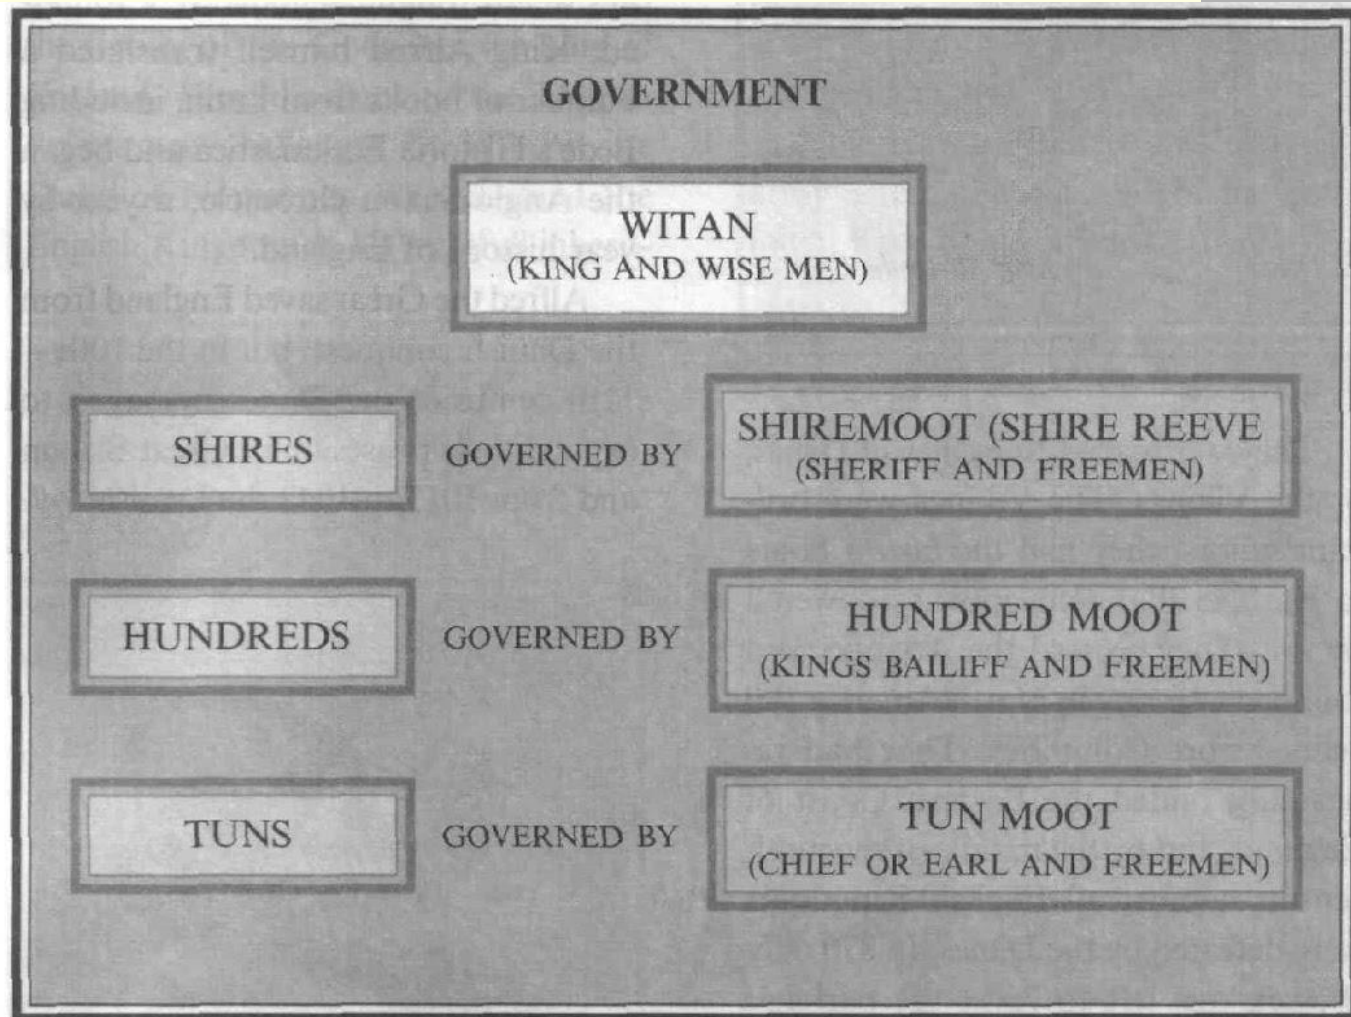 GOVERNMENT
WITAN
(KING AND WISE MEN)
SHIRES GOVERNED BY SHIREMOOT (SHIRE REEVE
(SHERIFF AND FREEMEN)
HUNDREDS GOVERNED BY HUNDRED MOOT
(KINGS BAILIFF AND FREEMEN)
TUNS GOVERNED BY TUN MOOT
(CHIEF OR EARL AND FREEMEN)